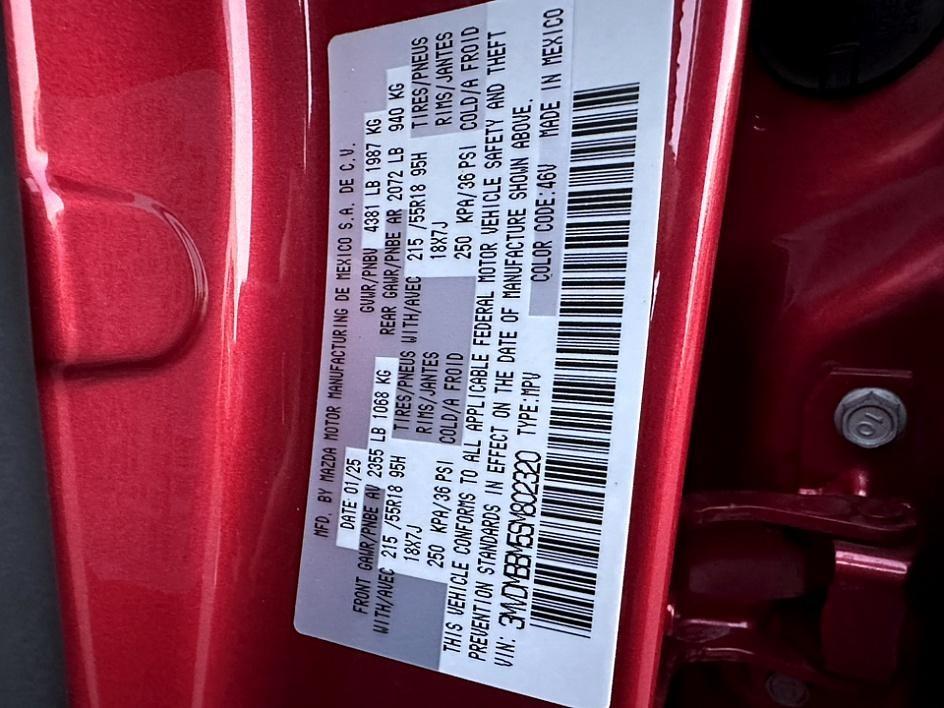 MFD. BY MAZDA MOTOR MANUFACTURING DE MEXICO S.A. DE C.V.
DATE 01/25 GVWR/PNBV 4381 LB 1987 KG
FRONT GAWR/PNBE AV 2355 LB 1068 KG REAR GAWR/PNBE AR 2072 LB 940 KG
WITH/AVEC 215 /55R18 95H TIRES/PNEUS WITH/AVEC 215 /55R18 95H TIRES/PNEUS
18X7J RIMS/JANTES 18X7J RIMS/JANTES
250 KPA/36 PSI COLD/A FROID 250 KPA/36 PSI COLD/A FROID
THIS VEHICLE CONFORMS TO ALL APPLICABLE FEDERAL MOTOR VEHICLE SAFETY AND THEFT
PREVENTION STANDARDS IN EFFECT ON THE DATE OF MANUFACTURE SHOWN ABOVE.
VIN: 3MVDMBBM5SM802320 TYPE:MPV COLOR CODE:46V MADE IN MEXICO
10